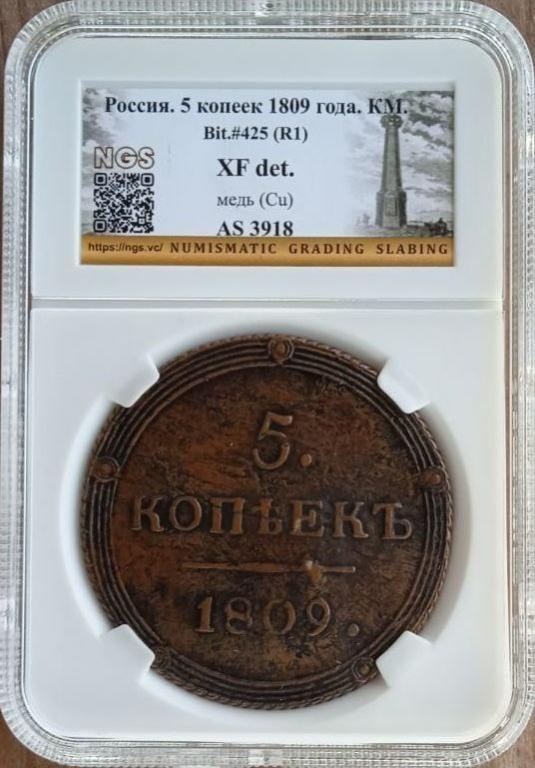 Россия. 5 копеек 1809 года. КМ.
Bit.#425 (R1)
NGS
XF det.
медь (Cu)
AS 3918
https://ngs.vc/ NUMISMATIC GRADING SLABING
5.
КОПѢЕКЪ
1809.